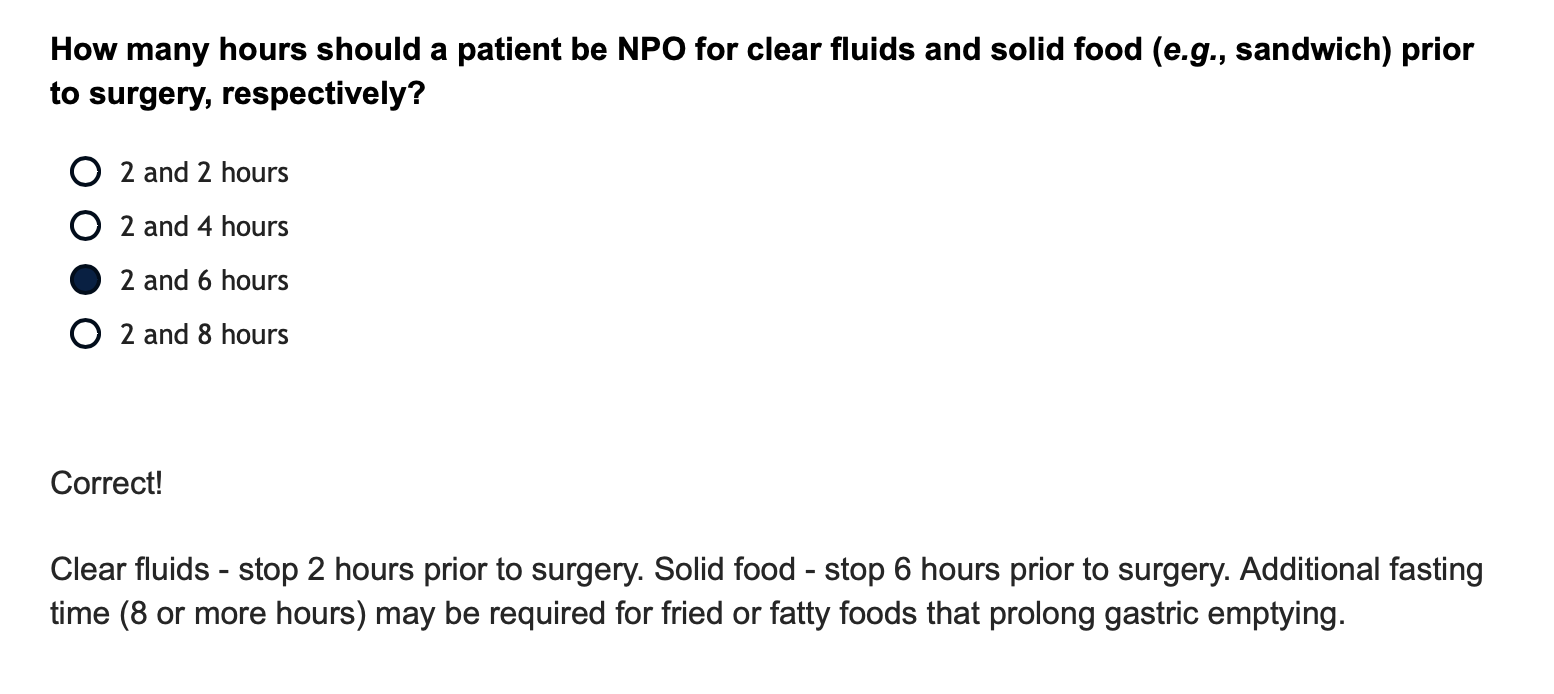 How many hours should a patient be NPO for clear fluids and solid food (e.g., sandwich) prior
to surgery, respectively?
2 and 2 hours
2 and 4 hours
2 and 6 hours
2 and 8 hours
Correct!
Clear fluids - stop 2 hours prior to surgery. Solid food - stop 6 hours prior to surgery. Additional fasting
time (8 or more hours) may be required for fried or fatty foods that prolong gastric emptying.